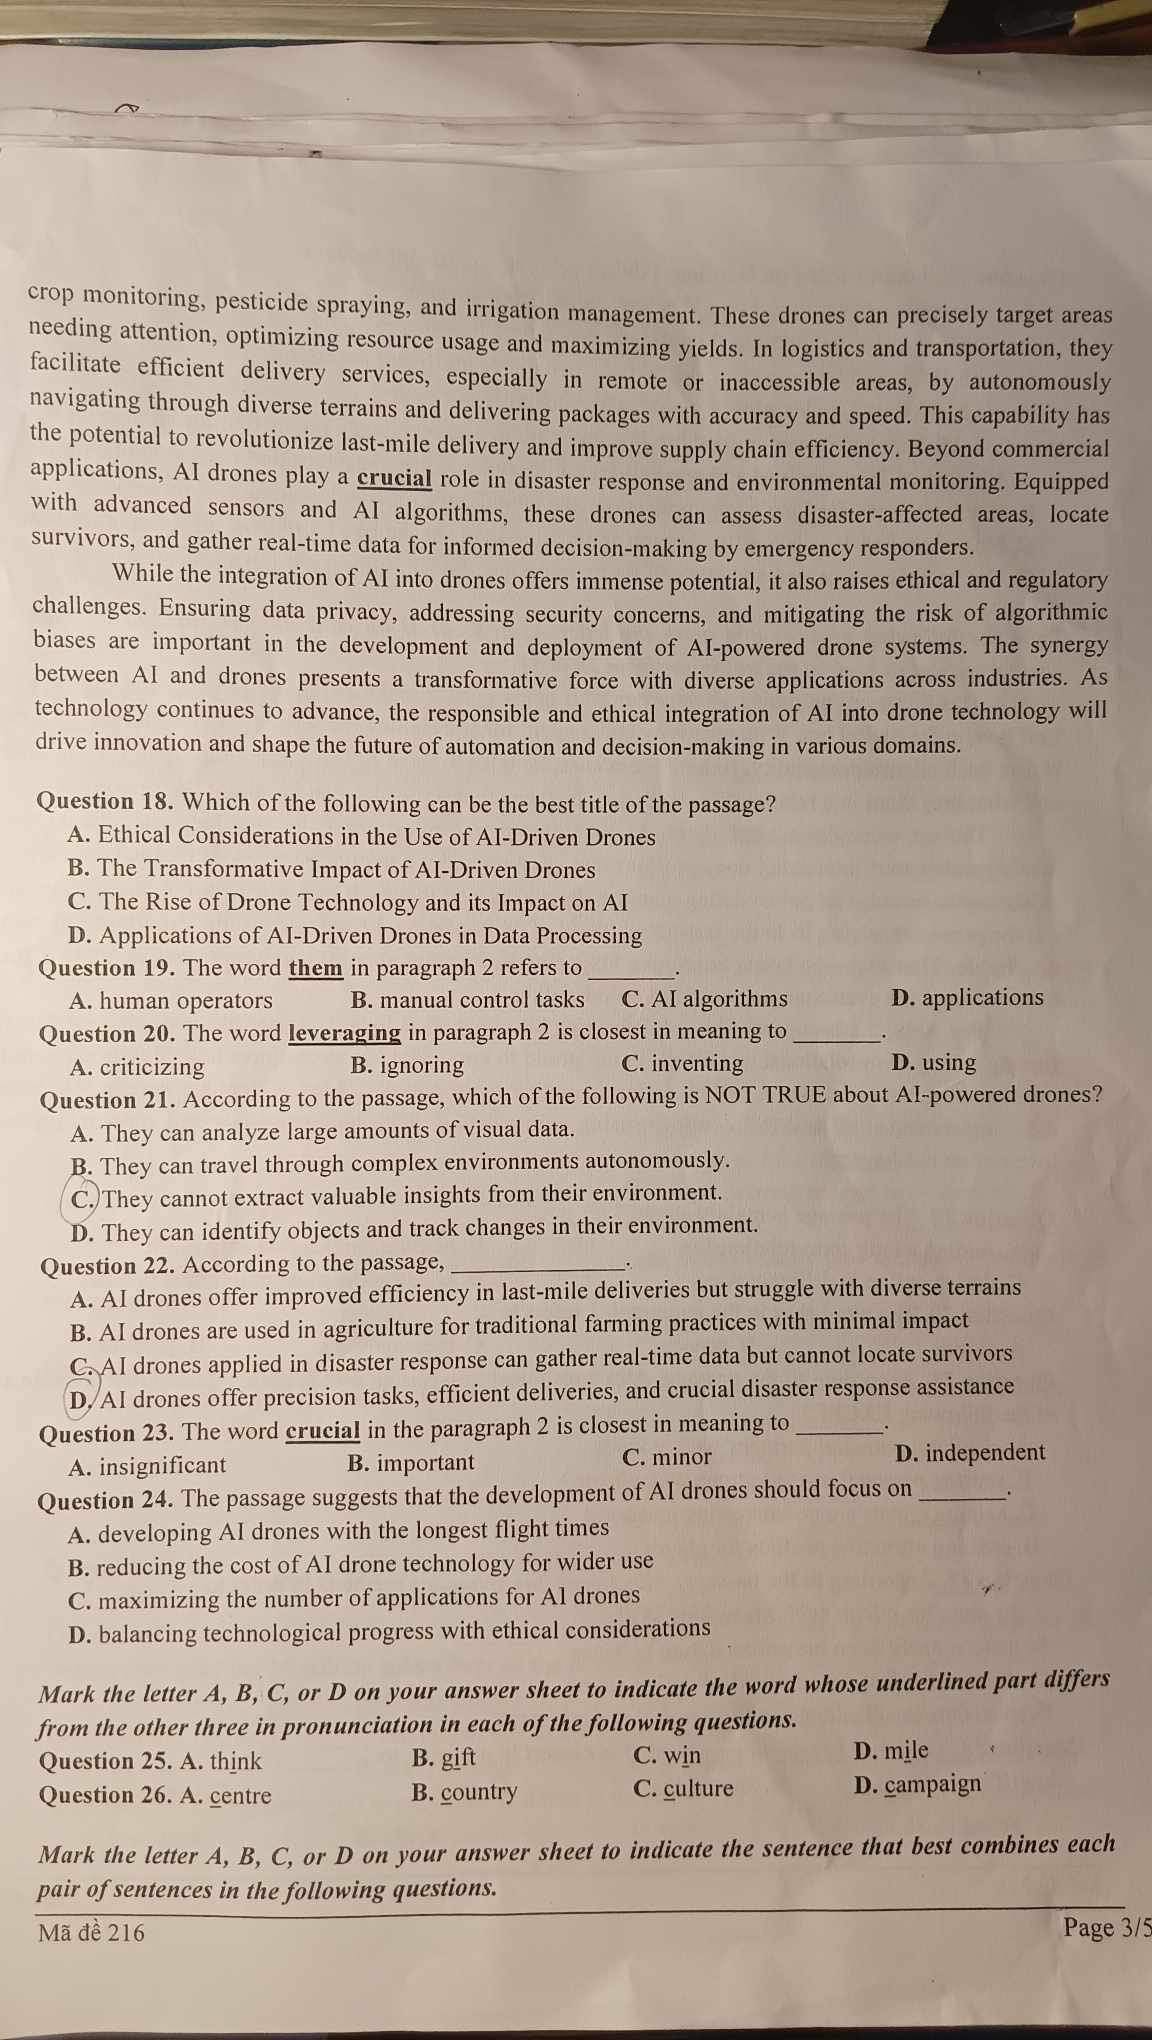 crop monitoring, pesticide spraying, and irrigation management. These drones can precisely target areas
needing attention, optimizing resource usage and maximizing yields. In logistics and transportation, they
facilitate efficient delivery services, especially in remote or inaccessible areas, by autonomously
navigating through diverse terrains and delivering packages with accuracy and speed. This capability has
the potential to revolutionize last-mile delivery and improve supply chain efficiency. Beyond commercial
applications, AI drones play a crucial role in disaster response and environmental monitoring. Equipped
with advanced sensors and AI algorithms, these drones can assess disaster-affected areas, locate
survivors, and gather real-time data for informed decision-making by emergency responders.
While the integration of AI into drones offers immense potential, it also raises ethical and regulatory
challenges. Ensuring data privacy, addressing security concerns, and mitigating the risk of algorithmic
biases are important in the development and deployment of AI-powered drone systems. The synergy
between AI and drones presents a transformative force with diverse applications across industries. As
technology continues to advance, the responsible and ethical integration of AI into drone technology will
drive innovation and shape the future of automation and decision-making in various domains.
Question 18. Which of the following can be the best title of the passage?
A. Ethical Considerations in the Use of AI-Driven Drones
B. The Transformative Impact of AI-Driven Drones
C. The Rise of Drone Technology and its Impact on AI
D. Applications of AI-Driven Drones in Data Processing
Question 19. The word them in paragraph 2 refers to ________.
A. human operators B. manual control tasks C. AI algorithms D. applications
Question 20. The word leveraging in paragraph 2 is closest in meaning to ________.
A. criticizing B. ignoring C. inventing D. using
Question 21. According to the passage, which of the following is NOT TRUE about AI-powered drones?
A. They can analyze large amounts of visual data.
B. They can travel through complex environments autonomously.
C. They cannot extract valuable insights from their environment.
D. They can identify objects and track changes in their environment.
Question 22. According to the passage, ________________.
A. AI drones offer improved efficiency in last-mile deliveries but struggle with diverse terrains
B. AI drones are used in agriculture for traditional farming practices with minimal impact
C. AI drones applied in disaster response can gather real-time data but cannot locate survivors
D. AI drones offer precision tasks, efficient deliveries, and crucial disaster response assistance
Question 23. The word crucial in the paragraph 2 is closest in meaning to ________.
A. insignificant B. important C. minor D. independent
Question 24. The passage suggests that the development of AI drones should focus on ________.
A. developing AI drones with the longest flight times
B. reducing the cost of AI drone technology for wider use
C. maximizing the number of applications for AI drones
D. balancing technological progress with ethical considerations
Mark the letter A, B, C, or D on your answer sheet to indicate the word whose underlined part differs
from the other three in pronunciation in each of the following questions.
Question 25. A. think B. gift C. win D. mile
Question 26. A. centre B. country C. culture D. campaign
Mark the letter A, B, C, or D on your answer sheet to indicate the sentence that best combines each
pair of sentences in the following questions.
Mã đề 216 Page 3/5